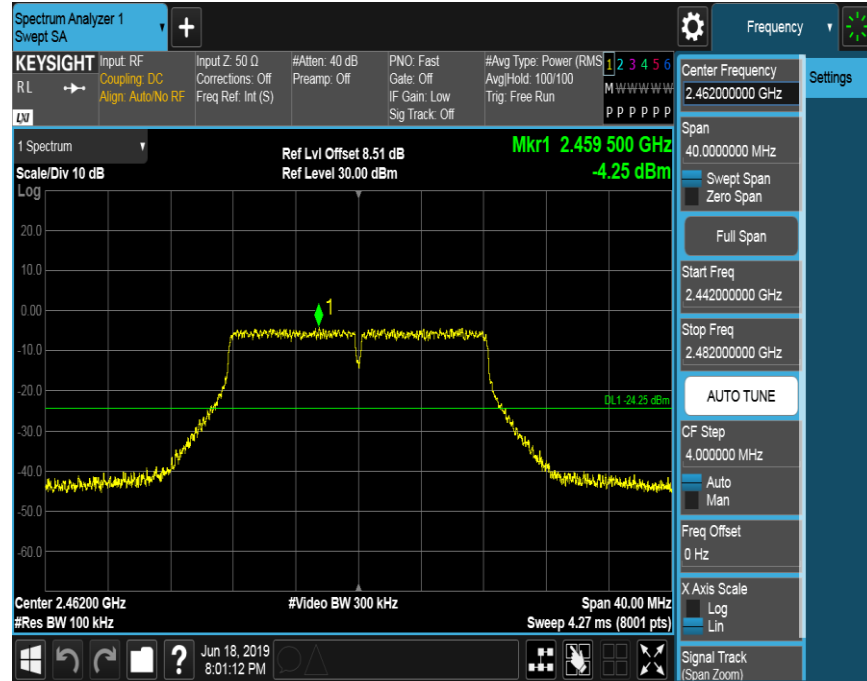 Spectrum Analyzer 1
Swept SA
+
Frequency
KEYSIGHT
RL
LXI
Input: RF
Coupling: DC
Align: Auto/No RF
Input Z: 50 Ω
Corrections: Off
Freq Ref: Int (S)
#Atten: 40 dB
Preamp: Off
PNO: Fast
Gate: Off
IF Gain: Low
Sig Track: Off
#Avg Type: Power (RMS
Avg|Hold: 100/100
Trig: Free Run
1 2 3 4 5 6
M W W W W W
P P P P P P
Center Frequency
2.462000000 GHz
Settings
1 Spectrum
Scale/Div 10 dB
Log
Ref Lvl Offset 8.51 dB
Ref Level 30.00 dBm
Mkr1 2.459 500 GHz
-4.25 dBm
20.0
10.0
0.00
-10.0
-20.0
-30.0
-40.0
-50.0
-60.0
1
DL1 -24.25 dBm
Center 2.46200 GHz
#Res BW 100 kHz
#Video BW 300 kHz
Span 40.00 MHz
Sweep 4.27 ms (8001 pts)
Span
40.0000000 MHz
Swept Span
Zero Span
Full Span
Start Freq
2.442000000 GHz
Stop Freq
2.482000000 GHz
AUTO TUNE
CF Step
4.000000 MHz
Auto
Man
Freq Offset
0 Hz
X Axis Scale
Log
Lin
Signal Track
(Span Zoom)
?
Jun 18, 2019
8:01:12 PM